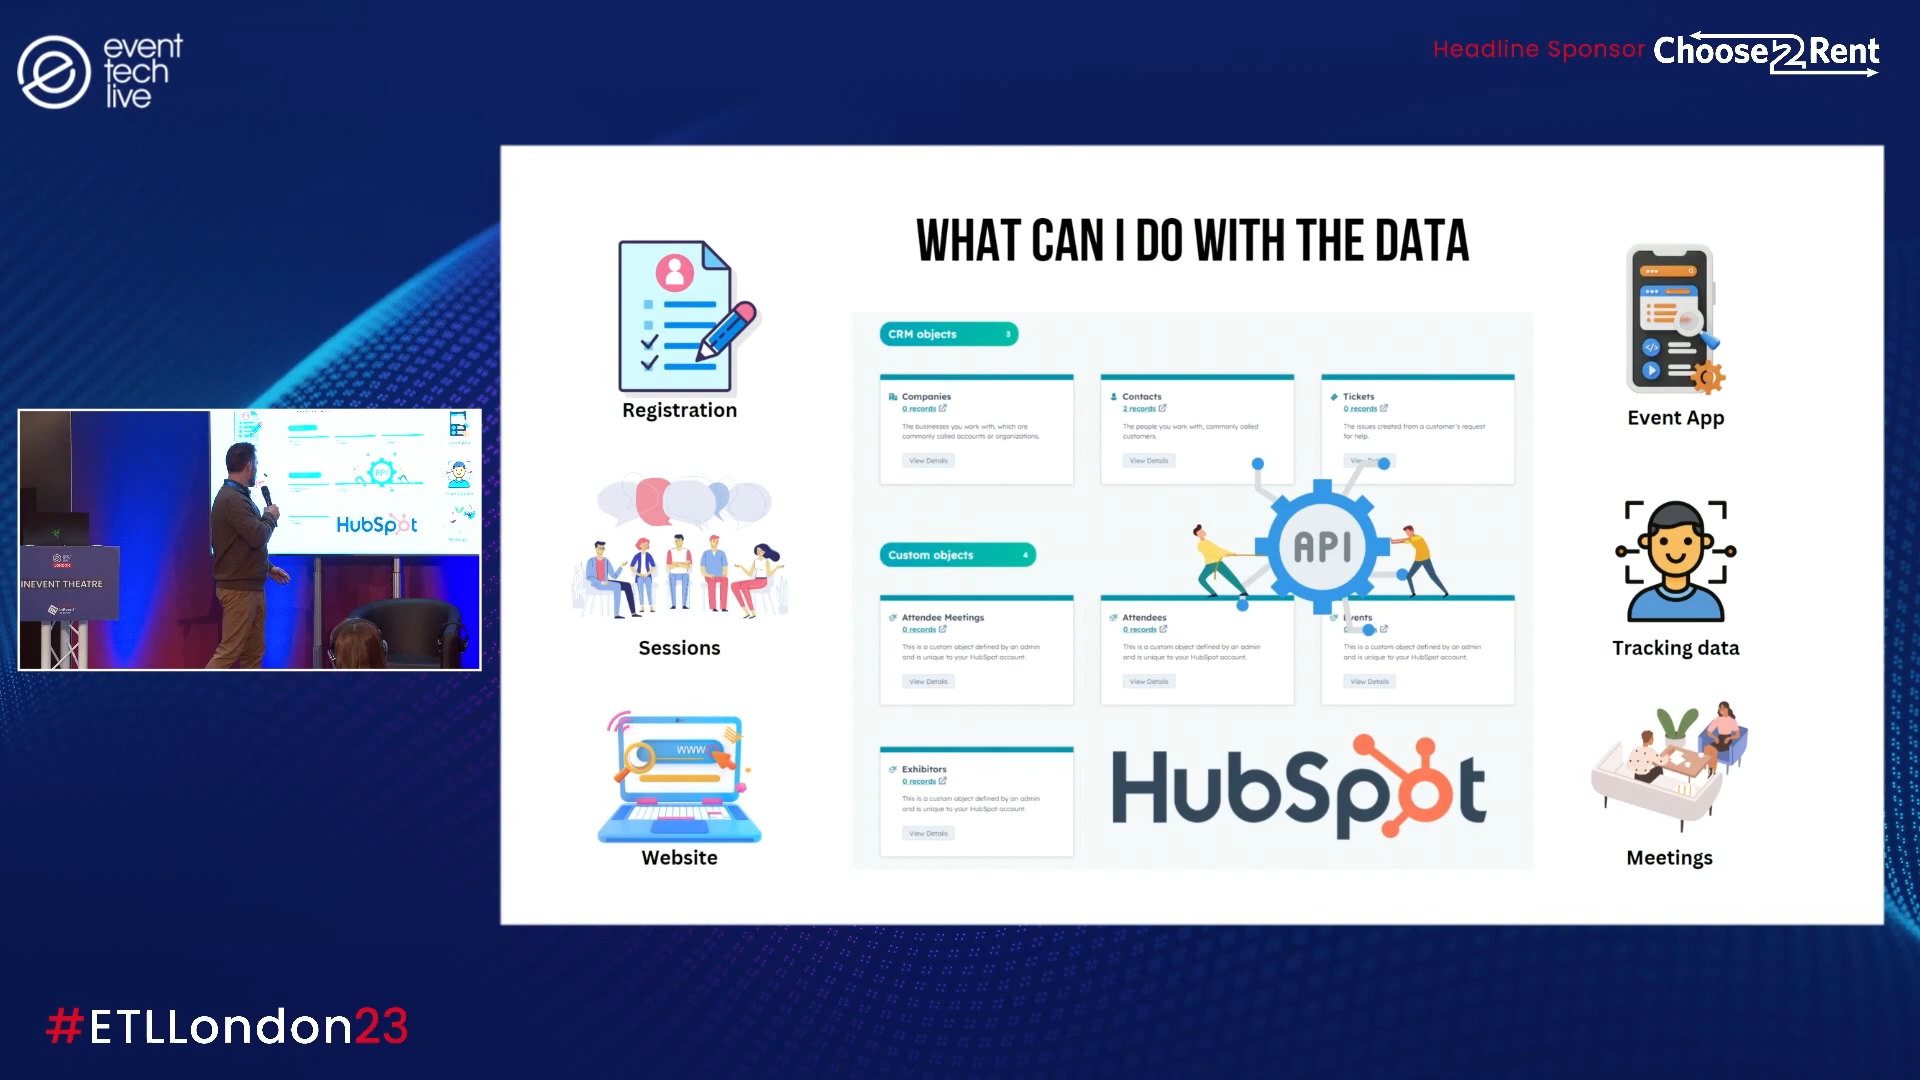 event
tech
live
Headline Sponsor Choose2Rent
WHAT CAN I DO WITH THE DATA
Registration
Sessions
www
Website
CRM objects 3
Companies
0 records
The businesses you work with, which are
commonly called accounts or organizations.
View Details
Contacts
2 records
The people you work with, commonly called
customers.
View Details
Tickets
0 records
The issues created from a customer's request
for help.
API
Custom objects 4
Attendee Meetings
0 records
This is a custom object defined by an admin
and is unique to your HubSpot account.
View Details
Attendees
0 records
This is a custom object defined by an admin
and is unique to your HubSpot account.
View Details
This is a custom object defined by an admin
and is unique to your HubSpot account.
View Details
Exhibitors
0 records
This is a custom object defined by an admin
and is unique to your HubSpot account.
View Details
HubSpot
Event App
Tracking data
Meetings
API
HubSpot
LONDON
INEVENT THEATRE
#ETLLondon23